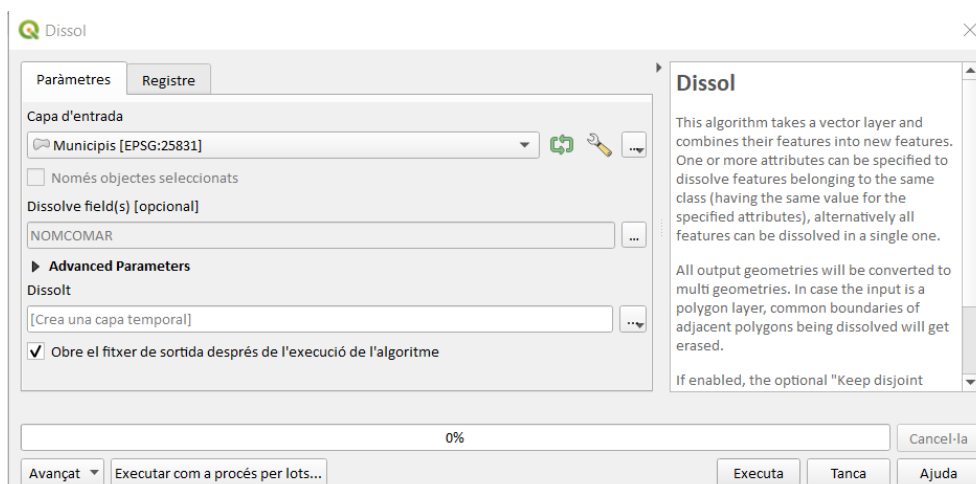 Dissol
Paràmetres
Registre
Capa d'entrada
Municipis [EPSG:25831]
...
Només objectes seleccionats
Dissolve field(s) [opcional]
NOMCOMAR
...
Advanced Parameters
Dissolt
[Crea una capa temporal]
...
Obre el fitxer de sortida després de l'execució de l'algoritme
Dissol
This algorithm takes a vector layer and
combines their features into new features.
One or more attributes can be specified to
dissolve features belonging to the same
class (having the same value for the
specified attributes), alternatively all
features can be dissolved in a single one.
All output geometries will be converted to
multi geometries. In case the input is a
polygon layer, common boundaries of
adjacent polygons being dissolved will get
erased.
If enabled, the optional "Keep disjoint
0%
Cancel·la
Avançat
Executar com a procés per lots...
Executa
Tanca
Ajuda